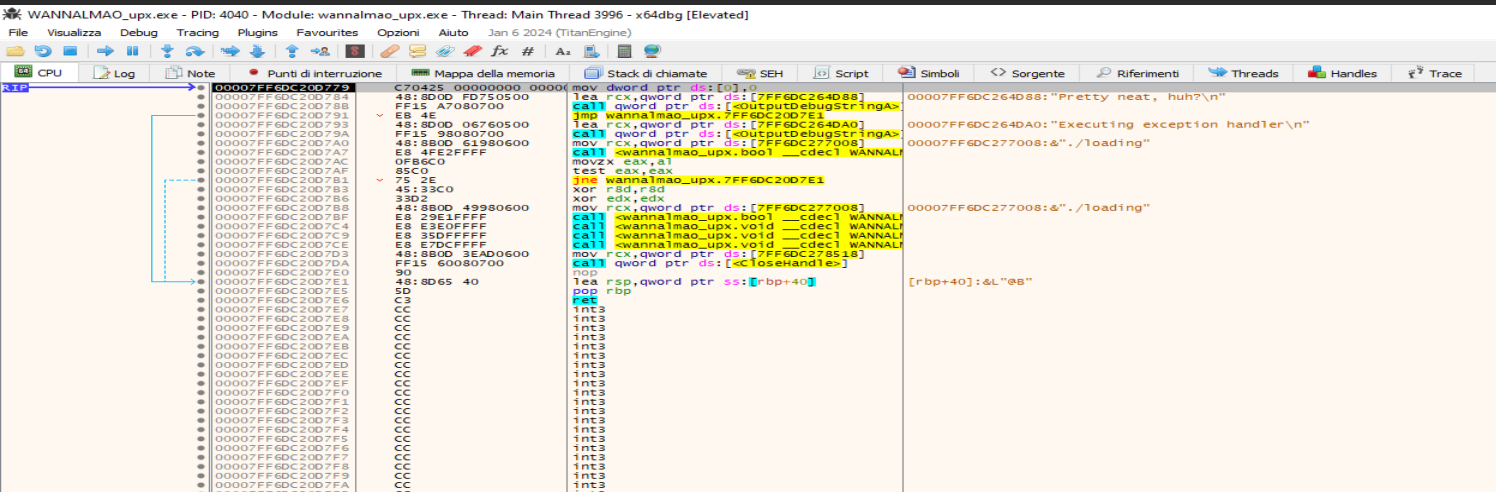 WANNALMAO_upx.exe - PID: 4040 - Module: wannalmao_upx.exe - Thread: Main Thread 3996 - x64dbg [Elevated]
File Visualizza Debug Tracing Plugins Favourites Opzioni Aiuto Jan 6 2024 (TitanEngine)
CPU Log Note Punti di interruzione Mappa della memoria Stack di chiamate SEH Script Simboli Sorgente Riferimenti Threads Handles Trace
RIP 00007FF6DC20D779 C70425 00000000 0000 mov dword ptr ds:[0],0
00007FF6DC20D784 48:8D0D FD750500 lea rcx,qword ptr ds:[7FF6DC264D88] 00007FF6DC264D88:"Pretty neat, huh?\n"
00007FF6DC20D78B FF15 A7080700 call qword ptr ds:[<OutputDebugStringA>]
00007FF6DC20D791 EB 4E jmp wannalmao_upx.7FF6DC20D7E1
00007FF6DC20D793 48:8D0D 06760500 lea rcx,qword ptr ds:[7FF6DC264DA0] 00007FF6DC264DA0:"Executing exception handler\n"
00007FF6DC20D79A FF15 98080700 call qword ptr ds:[<OutputDebugStringA>]
00007FF6DC20D7A0 48:8B0D 61980600 mov rcx,qword ptr ds:[7FF6DC277008] 00007FF6DC277008:&"./loading"
00007FF6DC20D7A7 E8 4FE2FFFF call <wannalmao_upx.bool __cdecl WANNALM
00007FF6DC20D7AC 0FB6C0 movzx eax,al
00007FF6DC20D7AF 85C0 test eax,eax
00007FF6DC20D7B1 75 2E jne wannalmao_upx.7FF6DC20D7E1
00007FF6DC20D7B3 45:33C0 xor r8d,r8d
00007FF6DC20D7B6 33D2 xor edx,edx
00007FF6DC20D7B8 48:8B0D 49980600 mov rcx,qword ptr ds:[7FF6DC277008] 00007FF6DC277008:&"./loading"
00007FF6DC20D7BF E8 29E1FFFF call <wannalmao_upx.bool __cdecl WANNALM
00007FF6DC20D7C4 E8 E3E0FFFF call <wannalmao_upx.void __cdecl WANNALM
00007FF6DC20D7C9 E8 35DFFFFF call <wannalmao_upx.void __cdecl WANNALM
00007FF6DC20D7CE E8 E7DCFFFF call <wannalmao_upx.void __cdecl WANNALM
00007FF6DC20D7D3 48:8B0D 3EAD0600 mov rcx,qword ptr ds:[7FF6DC278518]
00007FF6DC20D7DA FF15 60080700 call qword ptr ds:[<CloseHandle>]
00007FF6DC20D7E0 90 nop
00007FF6DC20D7E1 48:8D65 40 lea rsp,qword ptr ss:[rbp+40] [rbp+40]:&L"@B"
00007FF6DC20D7E5 5D pop rbp
00007FF6DC20D7E6 C3 ret
00007FF6DC20D7E7 CC int3
00007FF6DC20D7E8 CC int3
00007FF6DC20D7E9 CC int3
00007FF6DC20D7EA CC int3
00007FF6DC20D7EB CC int3
00007FF6DC20D7EC CC int3
00007FF6DC20D7ED CC int3
00007FF6DC20D7EE CC int3
00007FF6DC20D7EF CC int3
00007FF6DC20D7F0 CC int3
00007FF6DC20D7F1 CC int3
00007FF6DC20D7F2 CC int3
00007FF6DC20D7F3 CC int3
00007FF6DC20D7F4 CC int3
00007FF6DC20D7F5 CC int3
00007FF6DC20D7F6 CC int3
00007FF6DC20D7F7 CC int3
00007FF6DC20D7F8 CC int3
00007FF6DC20D7F9 CC int3
00007FF6DC20D7FA CC int3